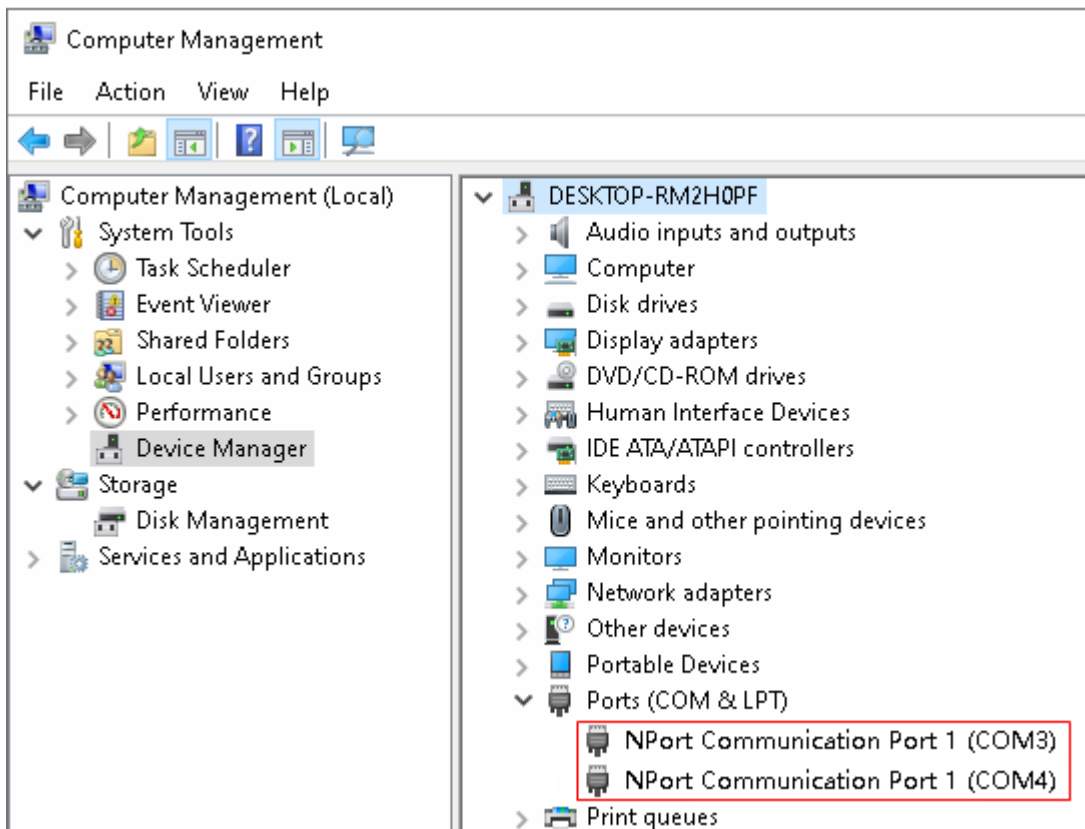 Computer Management
File Action View Help
Computer Management (Local)
System Tools
Task Scheduler
Event Viewer
Shared Folders
Local Users and Groups
Performance
Device Manager
Storage
Disk Management
Services and Applications
DESKTOP-RM2H0PF
Audio inputs and outputs
Computer
Disk drives
Display adapters
DVD/CD-ROM drives
Human Interface Devices
IDE ATA/ATAPI controllers
Keyboards
Mice and other pointing devices
Monitors
Network adapters
Other devices
Portable Devices
Ports (COM & LPT)
NPort Communication Port 1 (COM3)
NPort Communication Port 1 (COM4)
Print queues